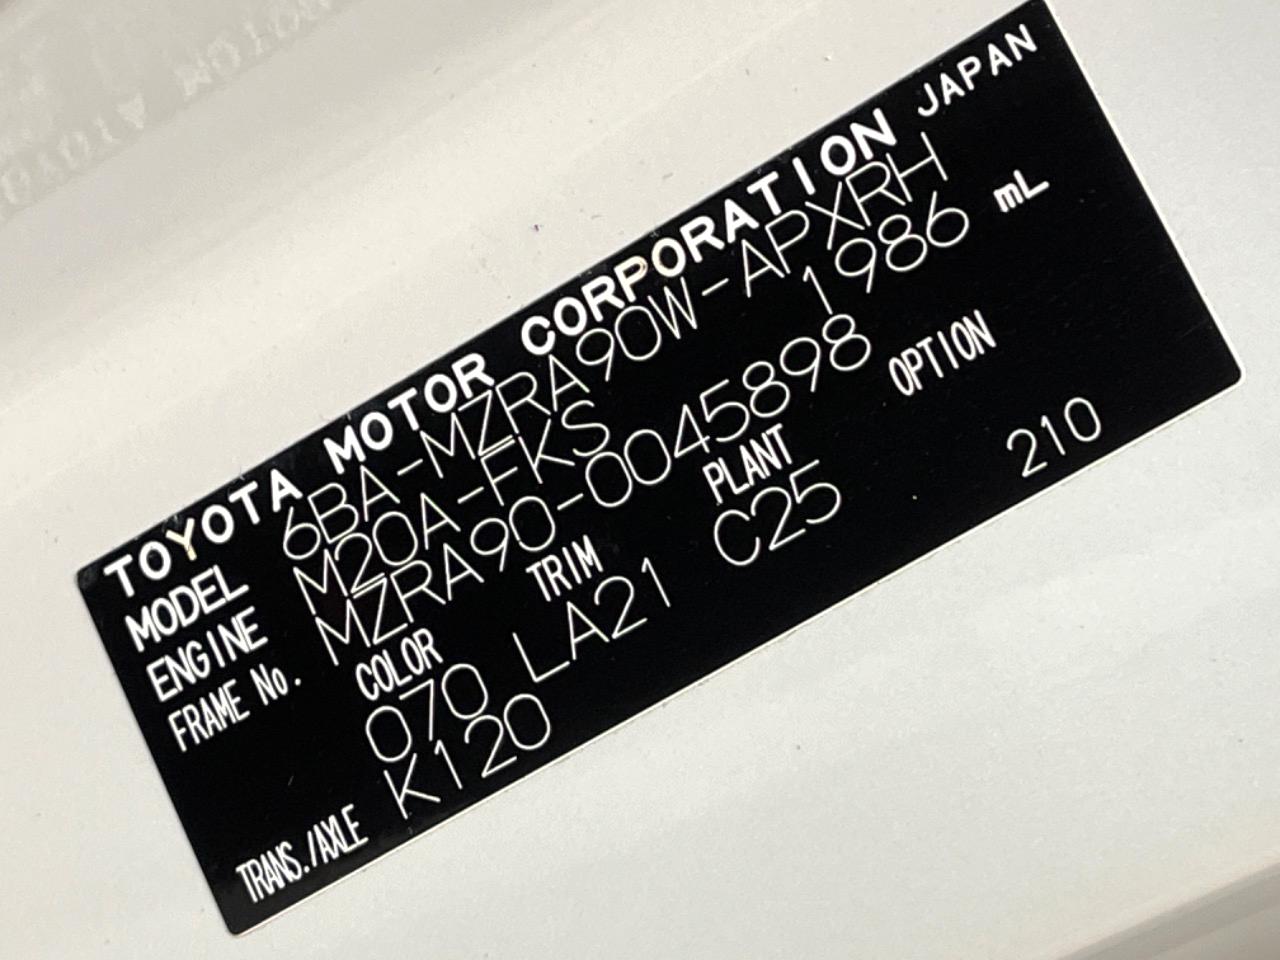 TOYOTA MOTOR CORPORATION JAPAN
MODEL 6BA-MZRA90W-APXRH
ENGINE M20A-FKS 1986 mL
FRAME No. MZRA90-0045898
COLOR TRIM PLANT OPTION
070 LA21 C25 210
TRANS./AXLE K120